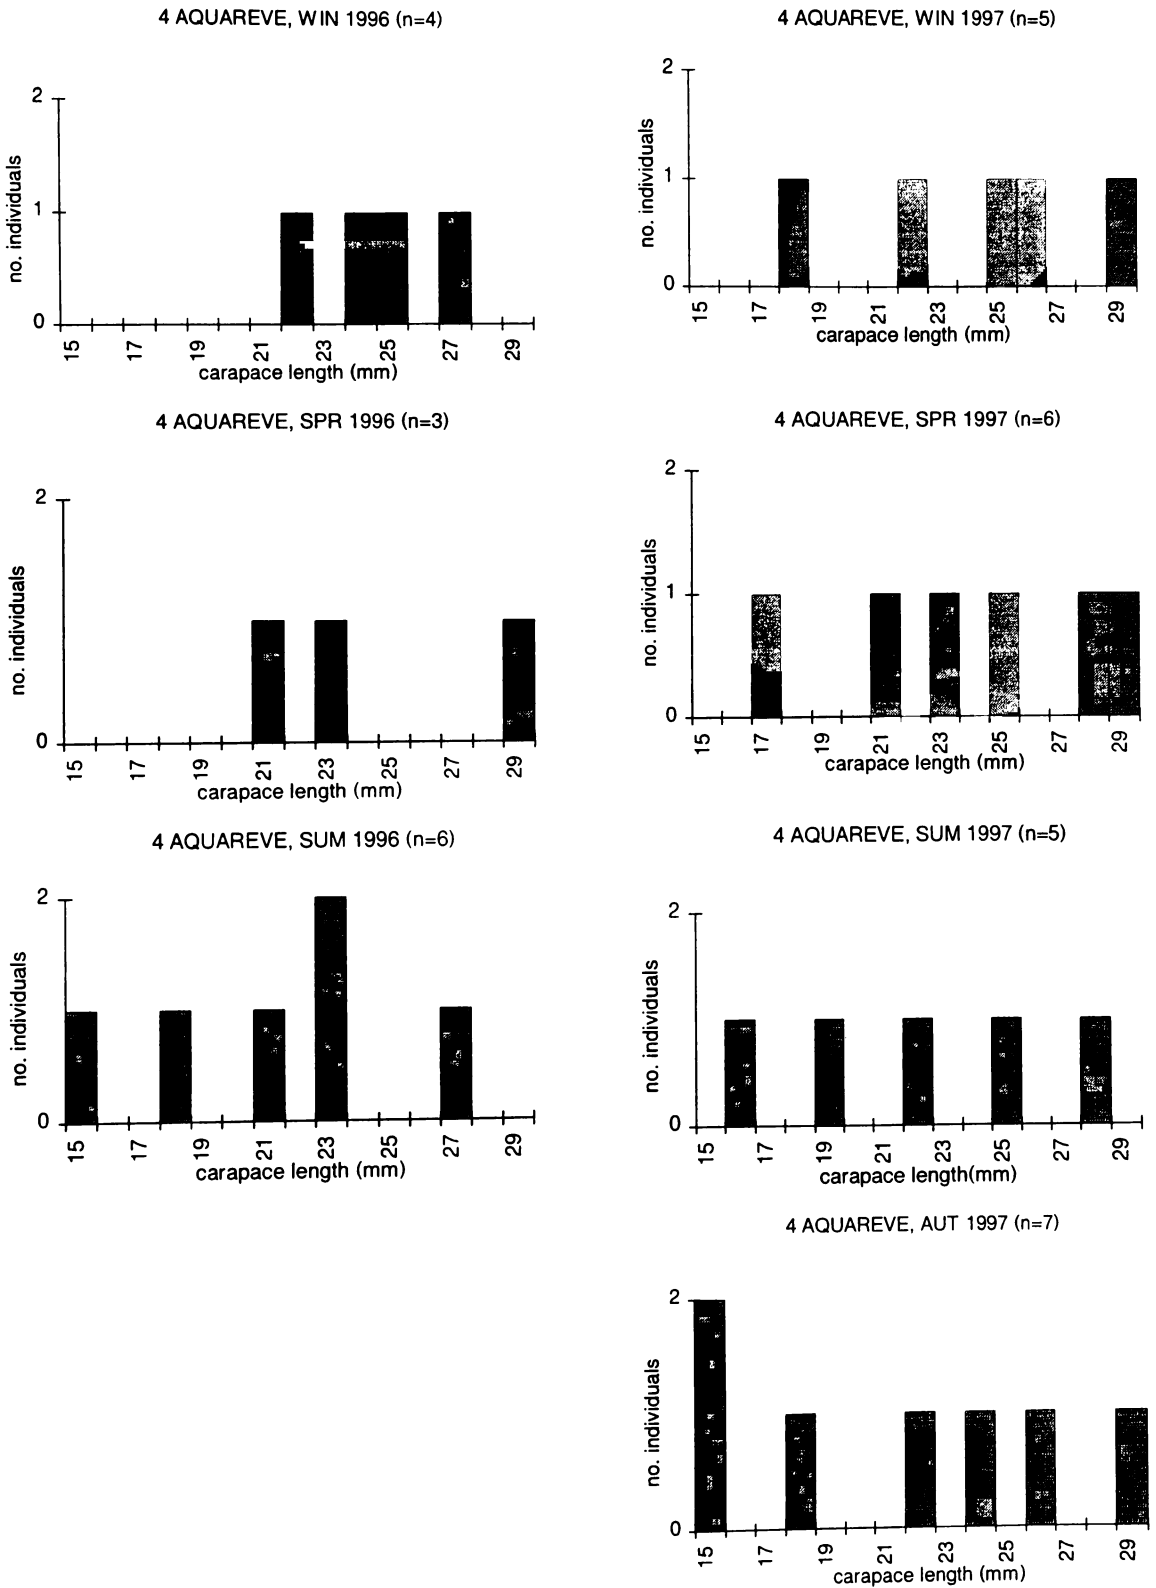 4 AQUAREVE, WIN 1996 (n=4)
no. individuals
2
1
0
15 17 19 21 23 25 27 29
carapace length (mm)
4 AQUAREVE, WIN 1997 (n=5)
no. individuals
2
1
0
15 17 19 21 23 25 27 29
carapace length (mm)
4 AQUAREVE, SPR 1996 (n=3)
no. individuals
2
0
15 17 19 21 23 25 27 29
carapace length (mm)
4 AQUAREVE, SPR 1997 (n=6)
no. individuals
2
1
0
15 17 19 21 23 25 27 29
carapace length (mm)
4 AQUAREVE, SUM 1996 (n=6)
no. individuals
2
0
15 17 19 21 23 25 27 29
carapace length (mm)
4 AQUAREVE, SUM 1997 (n=5)
no. individuals
2
0
15 17 19 21 23 25 27 29
carapace length(mm)
4 AQUAREVE, AUT 1997 (n=7)
no. individuals
2
0
15 17 19 21 23 25 27 29
carapace length (mm)